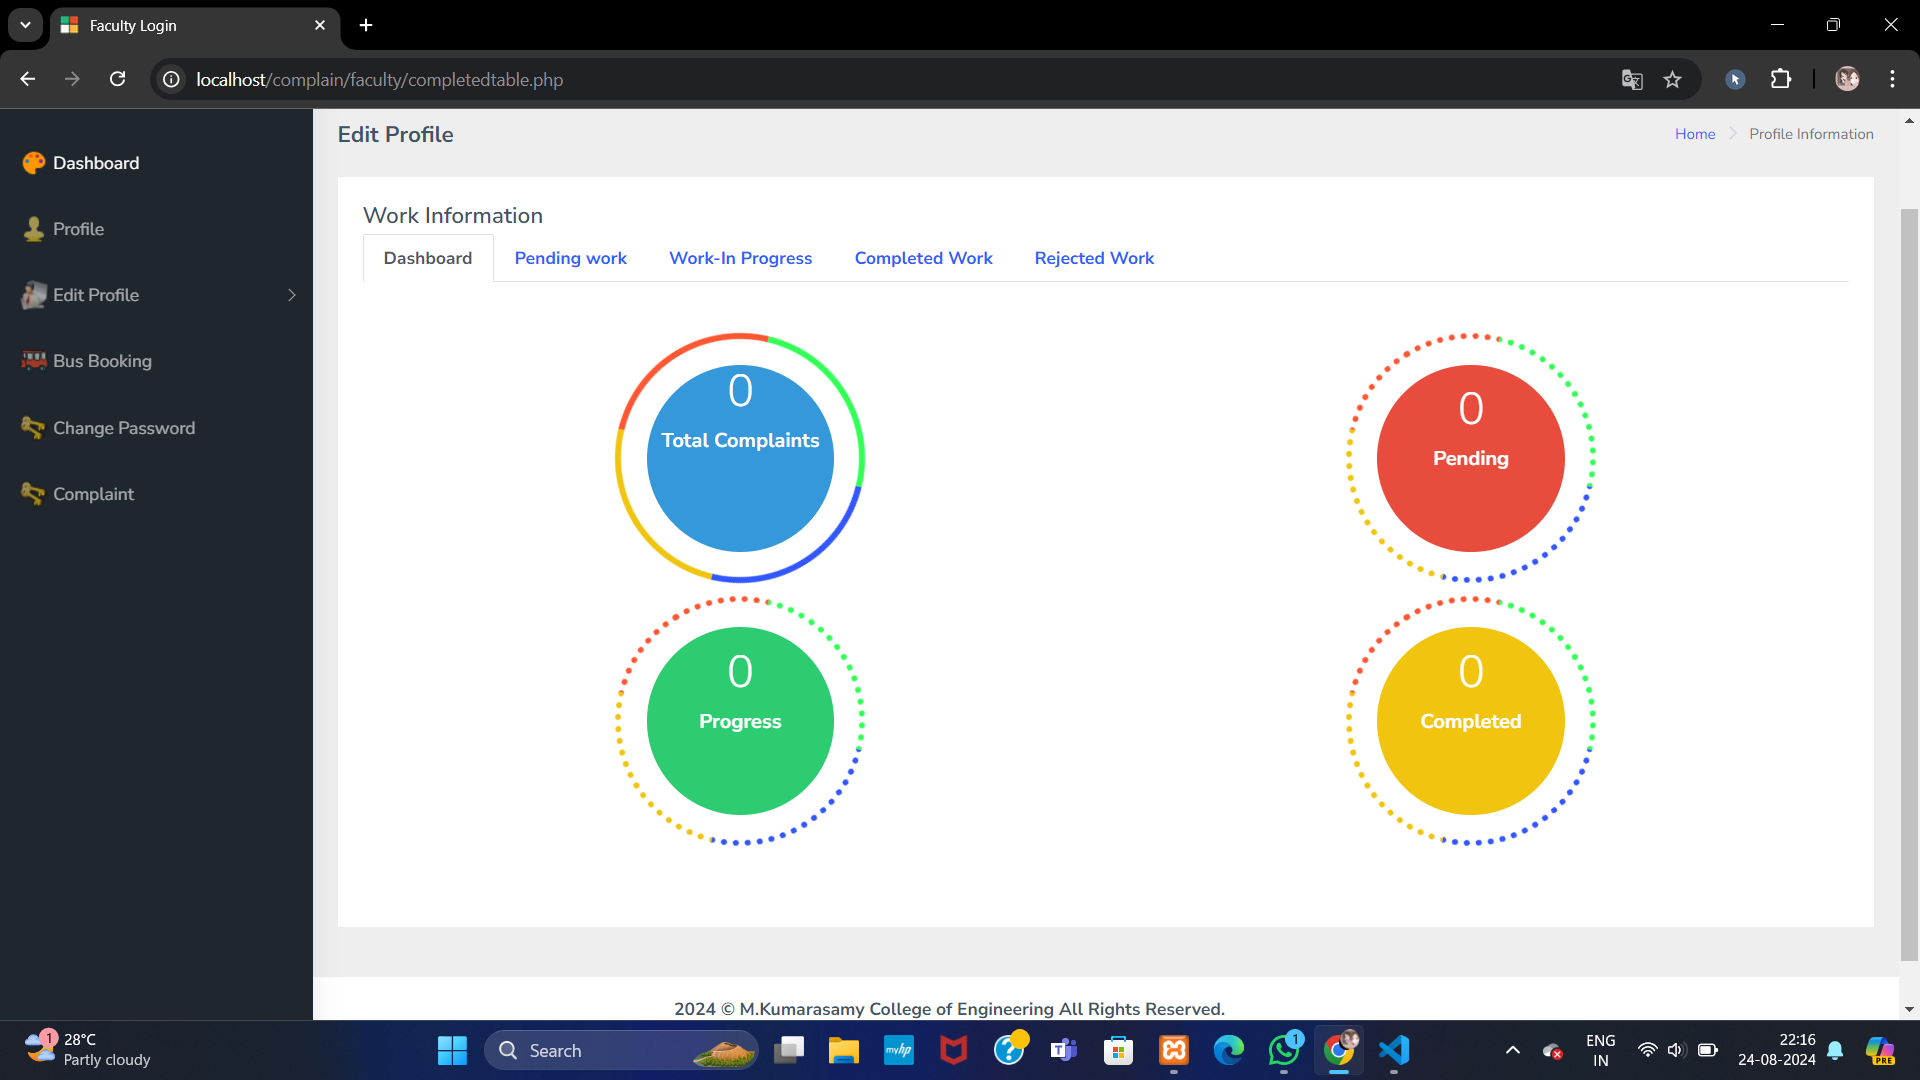 Faculty Login
localhost/complain/faculty/completedtable.php
Dashboard
Profile
Edit Profile
Bus Booking
Change Password
Complaint
Edit Profile
Home
Profile Information
Work Information
Dashboard
Pending work
Work-In Progress
Completed Work
Rejected Work
0
Total Complaints
0
Pending
0
Progress
0
Completed
2024 © M.Kumarasamy College of Engineering All Rights Reserved.
1
28°C
Partly cloudy
Search
myhp
1
ENG
IN
22:16
24-08-2024
PRE